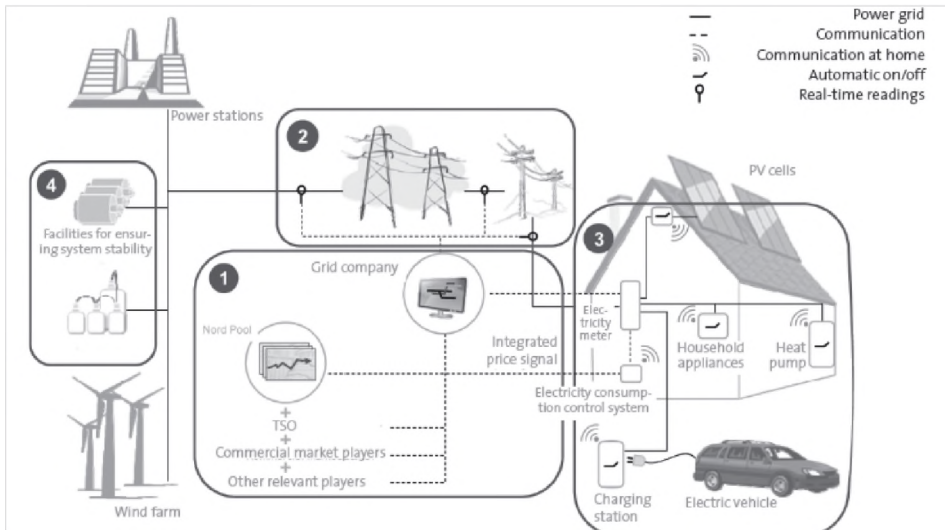 Power grid
Communication
Communication at home
Automatic on/off
Real-time readings
Power stations
2
4
Facilities for ensur-
ing system stability
Wind farm
1
Grid company
Nord Pool
Integrated
price signal
+
TSO
+
Commercial market players
+
Other relevant players
3
PV cells
Elec-
tricity
meter
Household
appliances
Heat
pump
Electricity consump-
tion control system
Charging
station
Electric vehicle